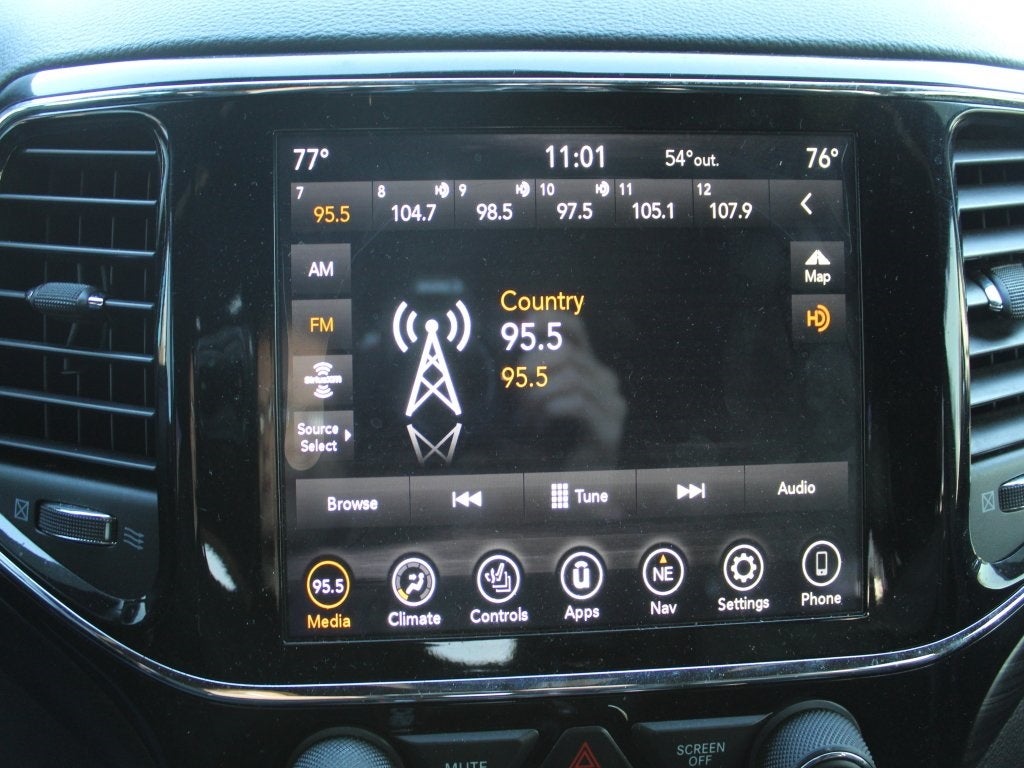 77° 11:01 54°out. 76°
7 8 9 10 11 12
95.5 104.7 98.5 97.5 105.1 107.9
AM
Map
FM
HD
Country
95.5
95.5
Source
Select
Browse Tune Audio
95.5 NE
Media Climate Controls Apps Nav Settings Phone
MUTE SCREEN
OFF